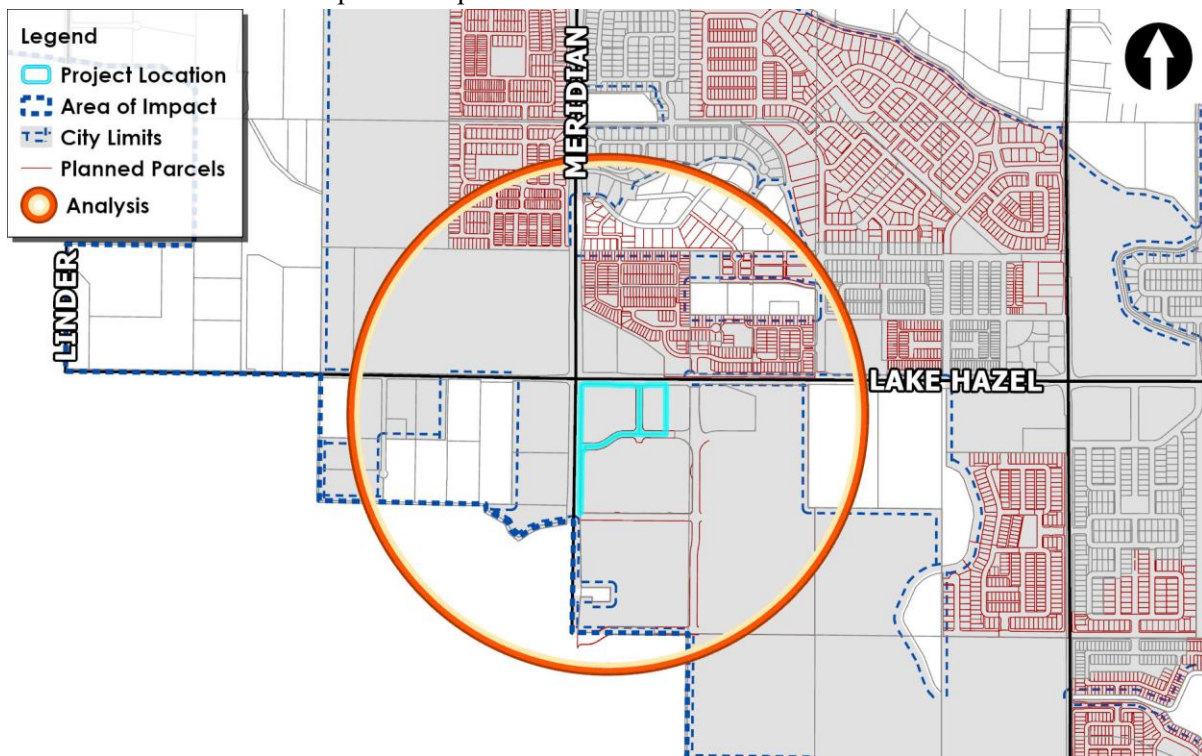 Legend
Project Location
Area of Impact
City Limits
Planned Parcels
Analysis
MERIDIAN
LINDER
LAKE HAZEL